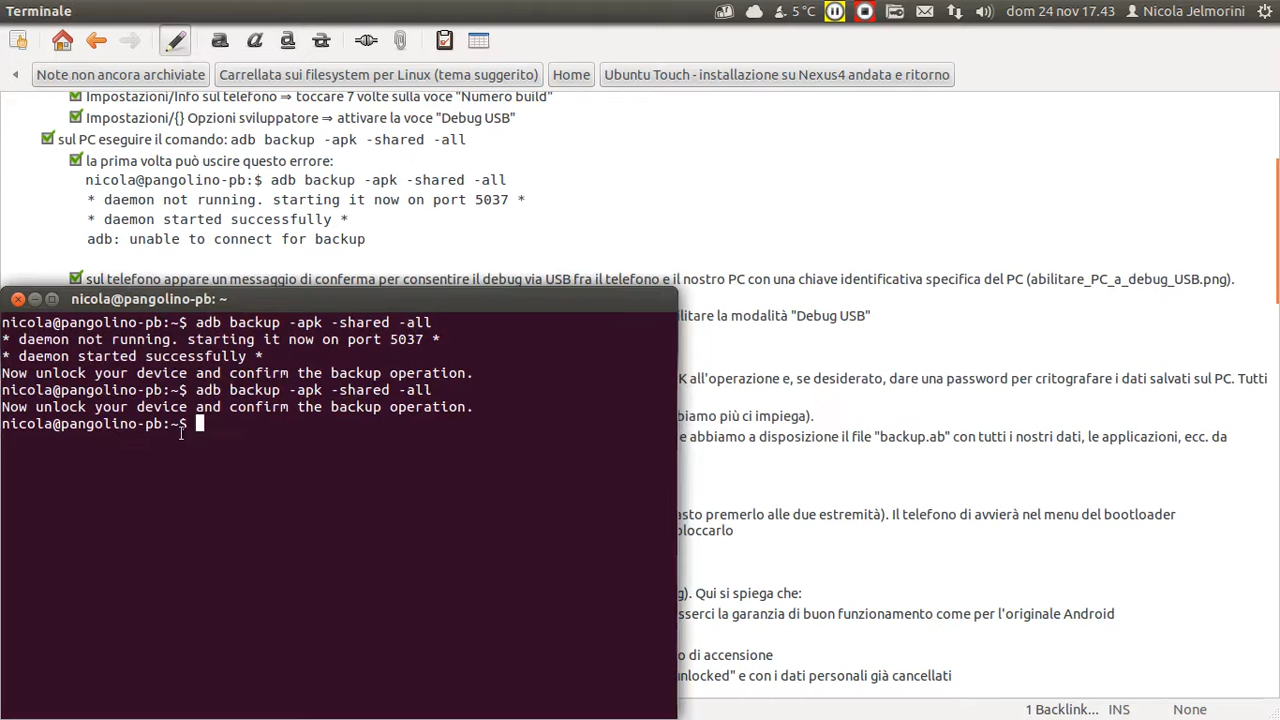 Terminale
5 °C
dom 24 nov 17.43
Nicola Jelmorini
Note non ancora archiviate
Carrellata sui filesystem per Linux (tema suggerito)
Home
Ubuntu Touch - installazione su Nexus4 andata e ritorno
Impostazioni/Info sul telefono ⇒ toccare 7 volte sulla voce "Numero build"
Impostazioni/{} Opzioni sviluppatore ⇒ attivare la voce "Debug USB"
sul PC eseguire il comando: adb backup -apk -shared -all
la prima volta può uscire questo errore:
nicola@pangolino-pb:$ adb backup -apk -shared -all
* daemon not running. starting it now on port 5037 *
* daemon started successfully *
adb: unable to connect for backup
sul telefono appare un messaggio di conferma per consentire il debug via USB fra il telefono e il nostro PC con una chiave identificativa specifica del PC (abilitare_PC_a_debug_USB.png).
nicola@pangolino-pb: ~
nicola@pangolino-pb:~$ adb backup -apk -shared -all
* daemon not running. starting it now on port 5037 *
* daemon started successfully *
Now unlock your device and confirm the backup operation.
nicola@pangolino-pb:~$ adb backup -apk -shared -all
Now unlock your device and confirm the backup operation.
nicola@pangolino-pb:~$
litare la modalità "Debug USB"
K all'operazione e, se desiderato, dare una password per critografare i dati salvati sul PC. Tutti
biamo più ci impiega).
e abbiamo a disposizione il file "backup.ab" con tutti i nostri dati, le applicazioni, ecc. da
asto premerlo alle due estremità). Il telefono di avvierà nel menu del bootloader
bloccarlo
g). Qui si spiega che:
esserci la garanzia di buon funzionamento come per l'originale Android
o di accensione
unlocked" e con i dati personali già cancellati
1 Backlink...
INS
None